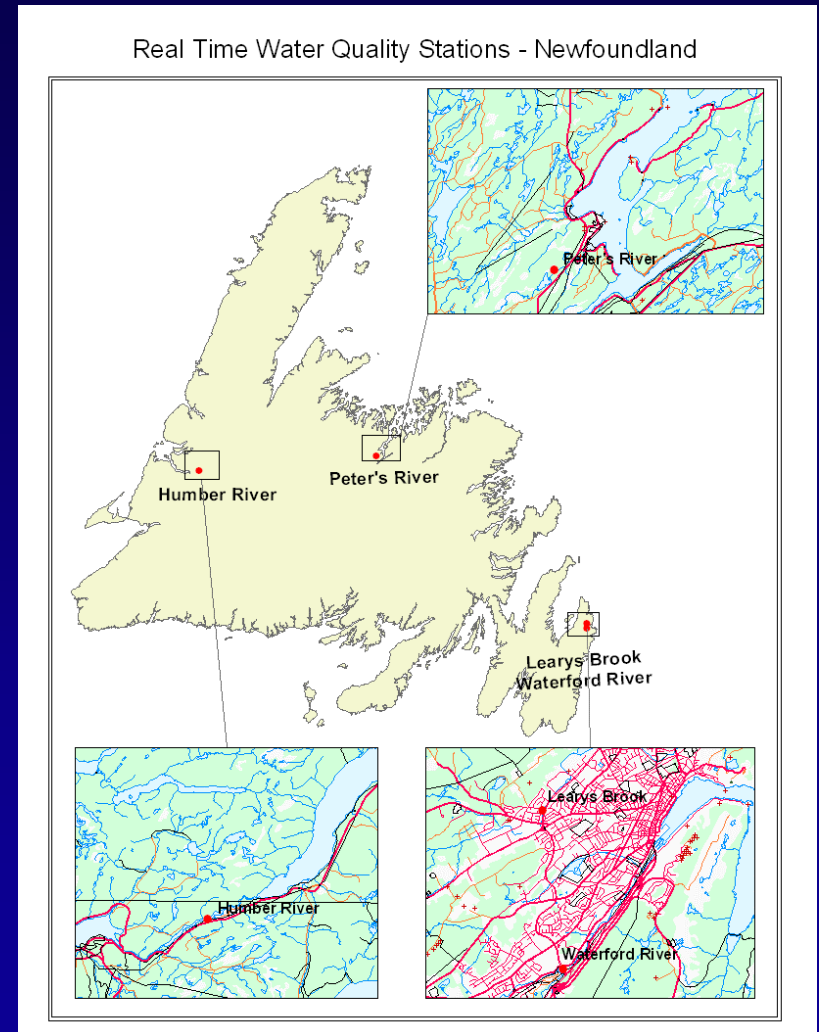 Real Time Water Quality Stations - Newfoundland
Peter's River
Humber River
Peter's River
Learys Brook
Waterford River
Learys Brook
Humber River
Waterford River